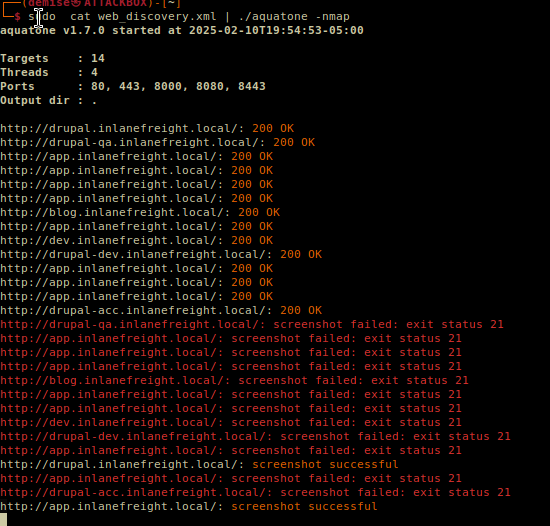 (demise㉿ATTACKBOX)-[~]
$ sudo  cat web_discovery.xml | ./aquatone -nmap
aquatone v1.7.0 started at 2025-02-10T19:54:53-05:00
Targets    : 14
Threads    : 4
Ports      : 80, 443, 8000, 8080, 8443
Output dir : .
http://drupal.inlanefreight.local/: 200 OK
http://drupal-qa.inlanefreight.local/: 200 OK
http://app.inlanefreight.local/: 200 OK
http://app.inlanefreight.local/: 200 OK
http://app.inlanefreight.local/: 200 OK
http://app.inlanefreight.local/: 200 OK
http://blog.inlanefreight.local/: 200 OK
http://app.inlanefreight.local/: 200 OK
http://dev.inlanefreight.local/: 200 OK
http://drupal-dev.inlanefreight.local/: 200 OK
http://app.inlanefreight.local/: 200 OK
http://app.inlanefreight.local/: 200 OK
http://app.inlanefreight.local/: 200 OK
http://drupal-acc.inlanefreight.local/: 200 OK
http://drupal-qa.inlanefreight.local/: screenshot failed: exit status 21
http://app.inlanefreight.local/: screenshot failed: exit status 21
http://app.inlanefreight.local/: screenshot failed: exit status 21
http://app.inlanefreight.local/: screenshot failed: exit status 21
http://blog.inlanefreight.local/: screenshot failed: exit status 21
http://app.inlanefreight.local/: screenshot failed: exit status 21
http://app.inlanefreight.local/: screenshot failed: exit status 21
http://dev.inlanefreight.local/: screenshot failed: exit status 21
http://drupal-dev.inlanefreight.local/: screenshot failed: exit status 21
http://app.inlanefreight.local/: screenshot failed: exit status 21
http://drupal.inlanefreight.local/: screenshot successful
http://app.inlanefreight.local/: screenshot failed: exit status 21
http://drupal-acc.inlanefreight.local/: screenshot failed: exit status 21
http://app.inlanefreight.local/: screenshot successful